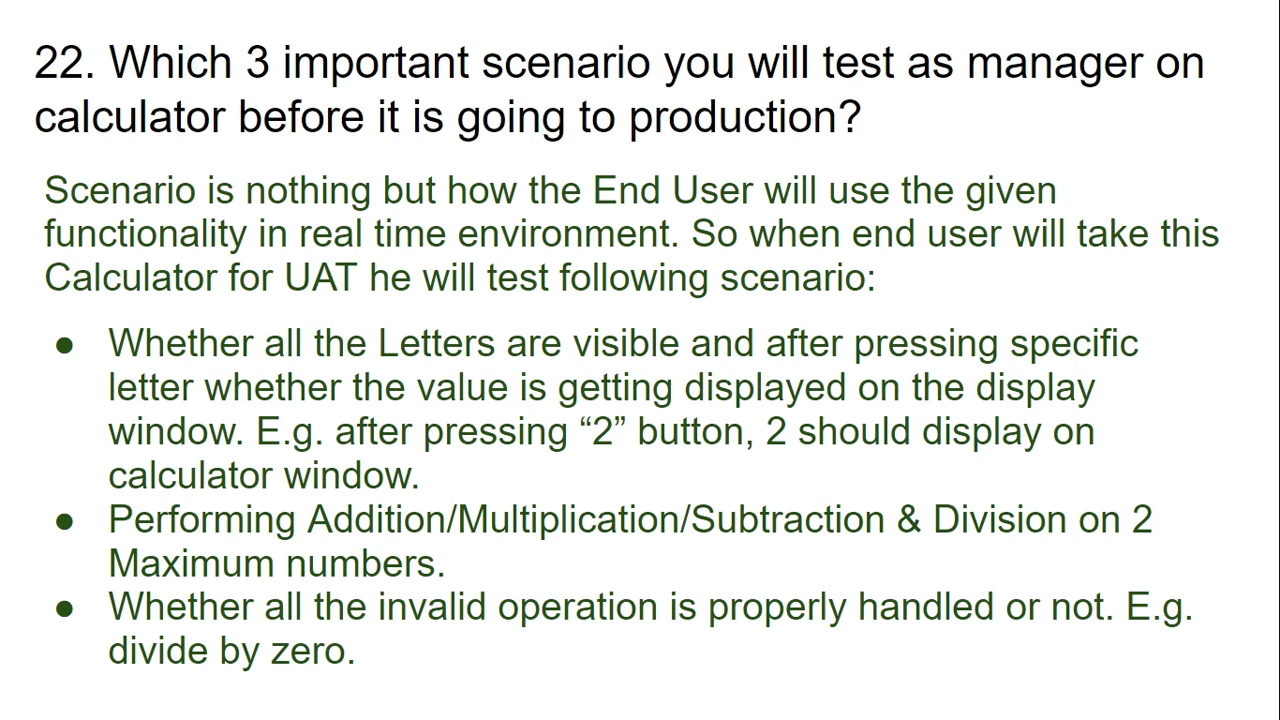 22. Which 3 important scenario you will test as manager on
calculator before it is going to production?
Scenario is nothing but how the End User will use the given
functionality in real time environment. So when end user will take this
Calculator for UAT he will test following scenario:
● Whether all the Letters are visible and after pressing specific
letter whether the value is getting displayed on the display
window. E.g. after pressing “2” button, 2 should display on
calculator window.
● Performing Addition/Multiplication/Subtraction & Division on 2
Maximum numbers.
● Whether all the invalid operation is properly handled or not. E.g.
divide by zero.